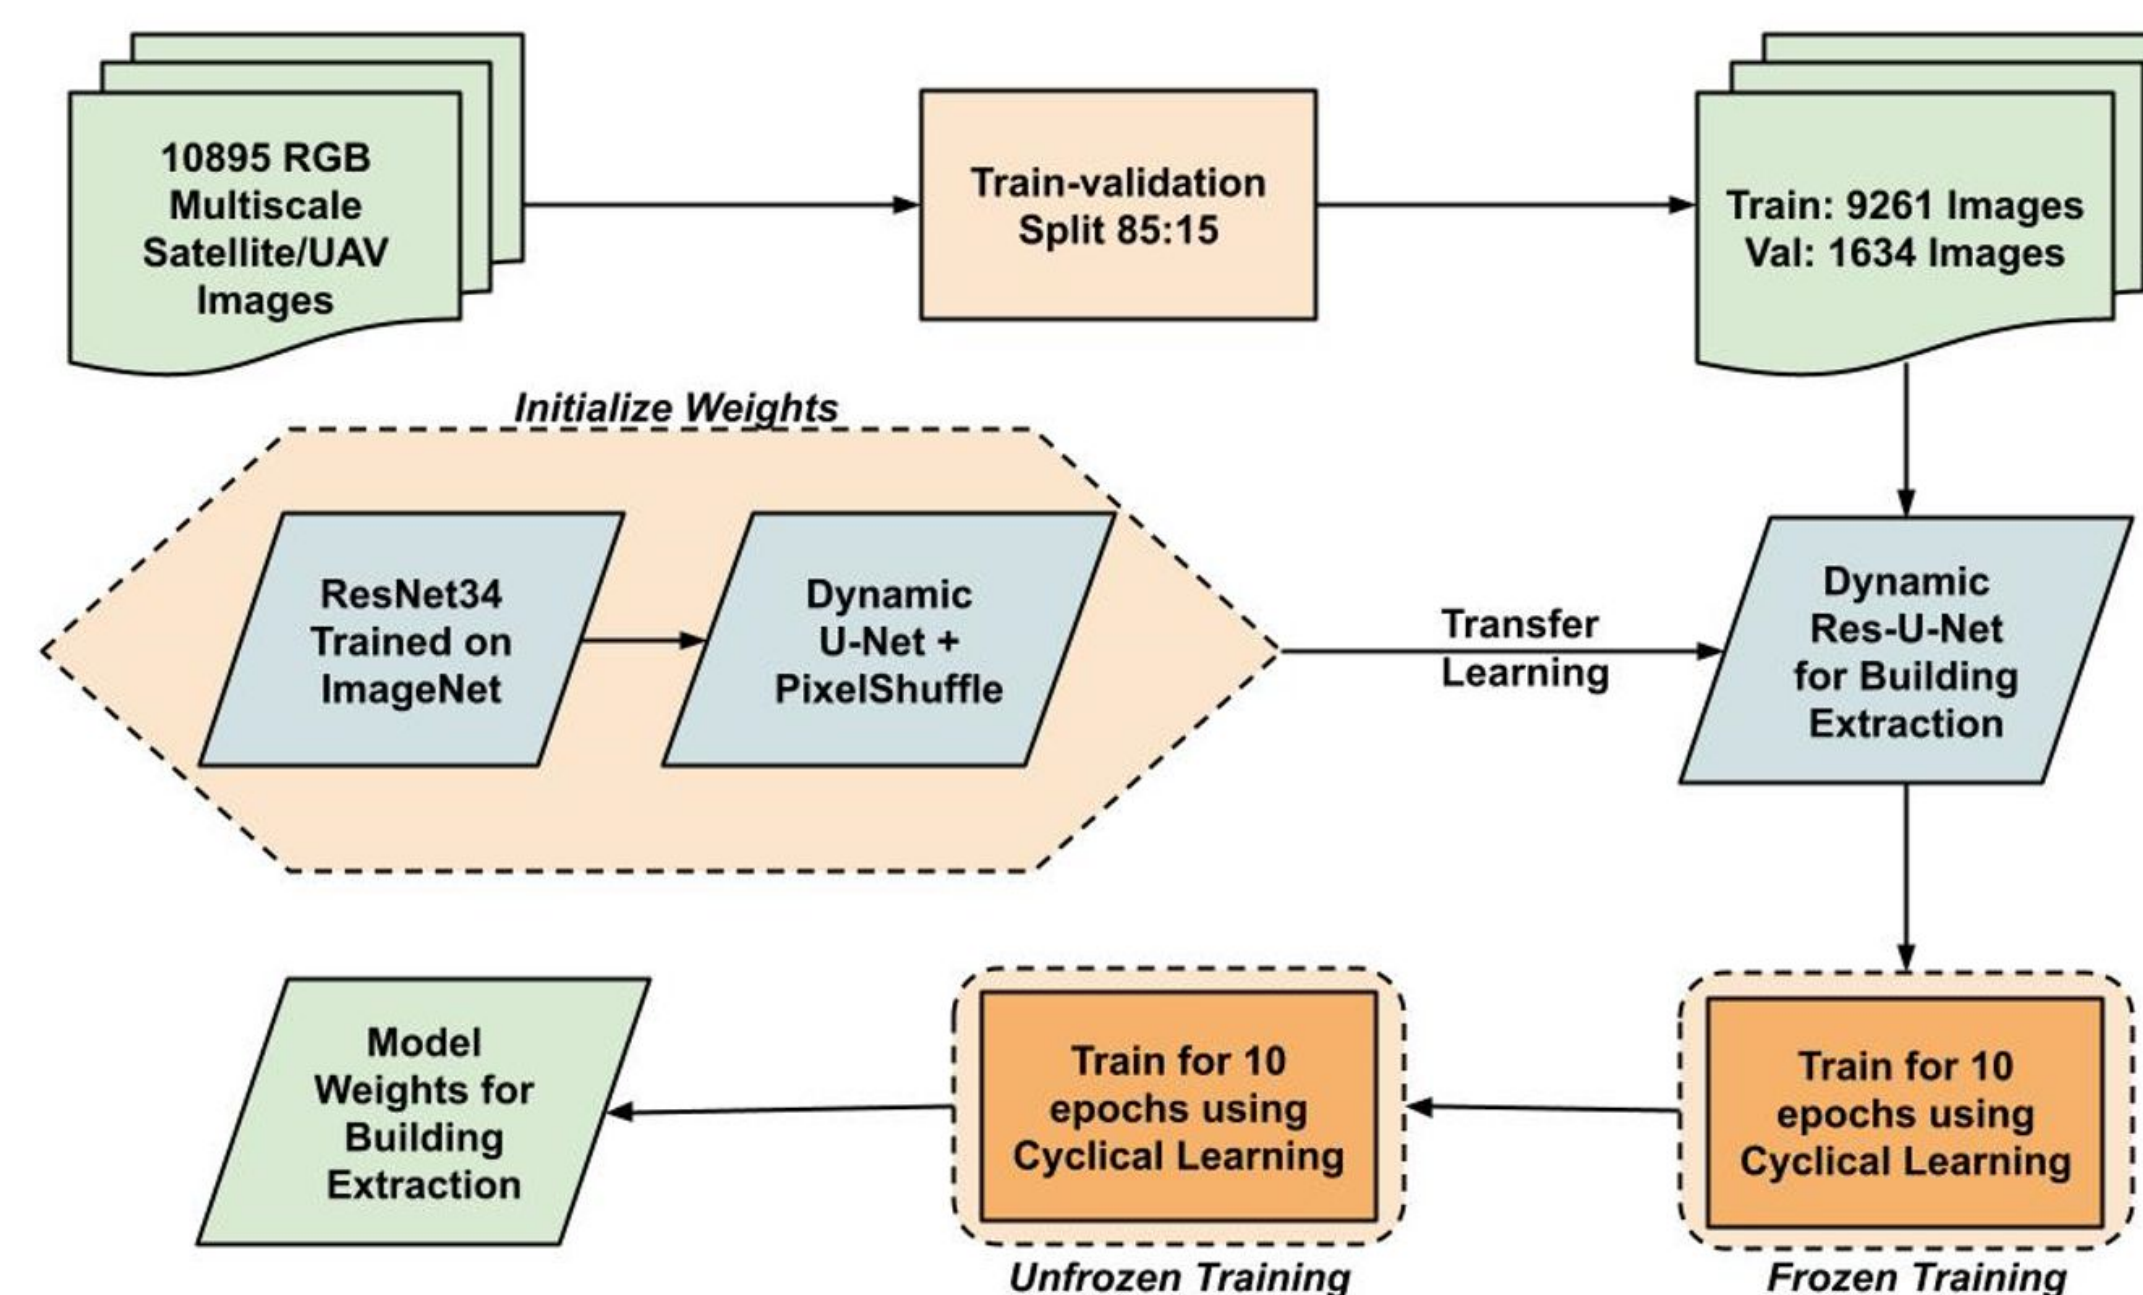 10895 RGB
Multiscale
Satellite/UAV
Images
Train-validation
Split 85:15
Train: 9261 Images
Val: 1634 Images
Initialize Weights
ResNet34
Trained on
ImageNet
Dynamic
U-Net +
PixelShuffle
Transfer
Learning
Dynamic
Res-U-Net
for Building
Extraction
Model
Weights for
Building
Extraction
Train for 10
epochs using
Cyclical Learning
Unfrozen Training
Train for 10
epochs using
Cyclical Learning
Frozen Training